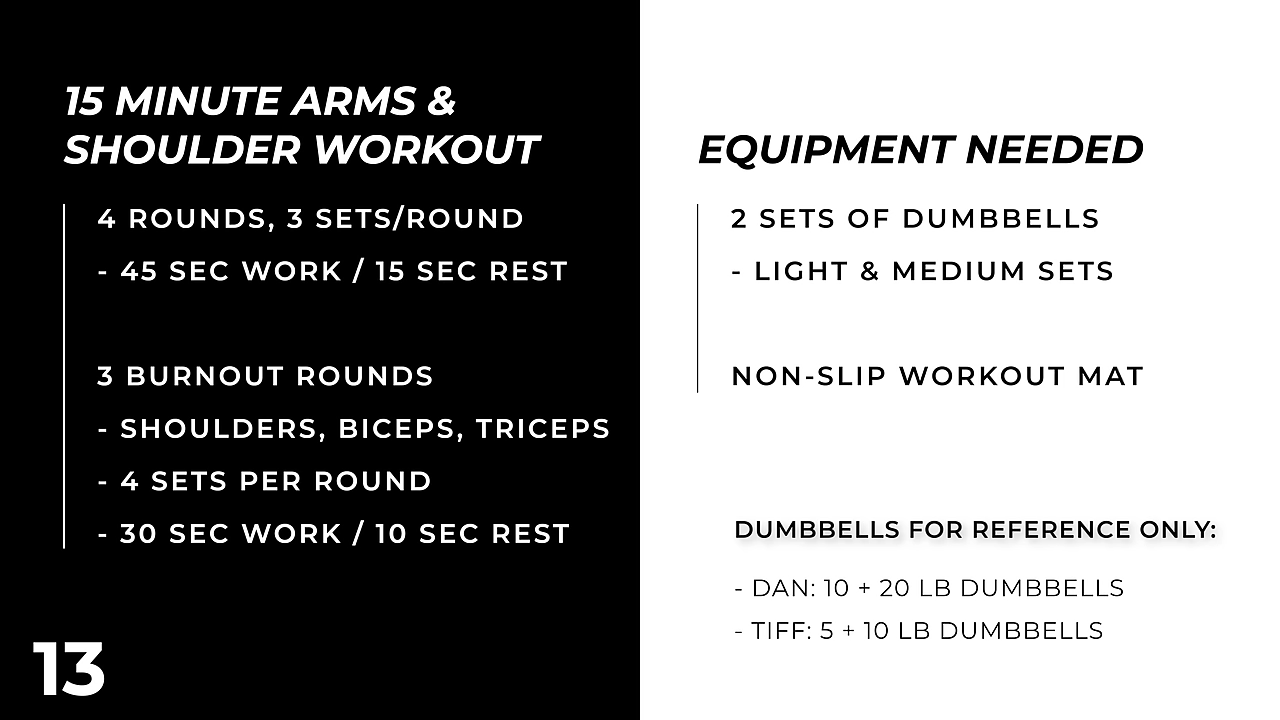 15 MINUTE ARMS &
SHOULDER WORKOUT
4 ROUNDS, 3 SETS/ROUND
- 45 SEC WORK / 15 SEC REST
3 BURNOUT ROUNDS
- SHOULDERS, BICEPS, TRICEPS
- 4 SETS PER ROUND
- 30 SEC WORK / 10 SEC REST
13
EQUIPMENT NEEDED
2 SETS OF DUMBBELLS
- LIGHT & MEDIUM SETS
NON-SLIP WORKOUT MAT
DUMBBELLS FOR REFERENCE ONLY:
- DAN: 10 + 20 LB DUMBBELLS
- TIFF: 5 + 10 LB DUMBBELLS